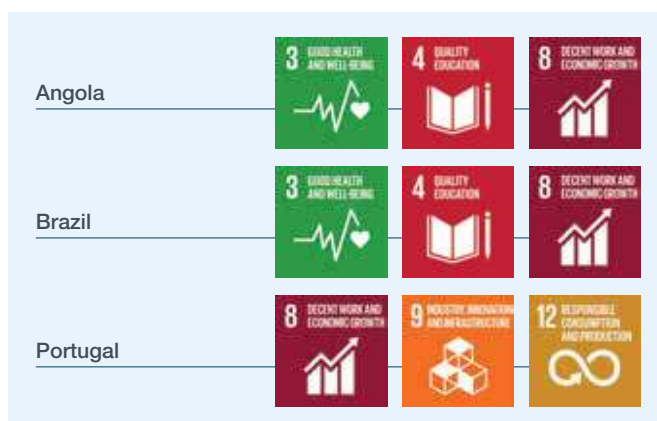 Angola
3 GOOD HEALTH
AND WELL-BEING
4 QUALITY
EDUCATION
8 DECENT WORK AND
ECONOMIC GROWTH
Brazil
3 GOOD HEALTH
AND WELL-BEING
4 QUALITY
EDUCATION
8 DECENT WORK AND
ECONOMIC GROWTH
Portugal
8 DECENT WORK AND
ECONOMIC GROWTH
9 INDUSTRY, INNOVATION
AND INFRASTRUCTURE
12 RESPONSIBLE
CONSUMPTION
AND PRODUCTION